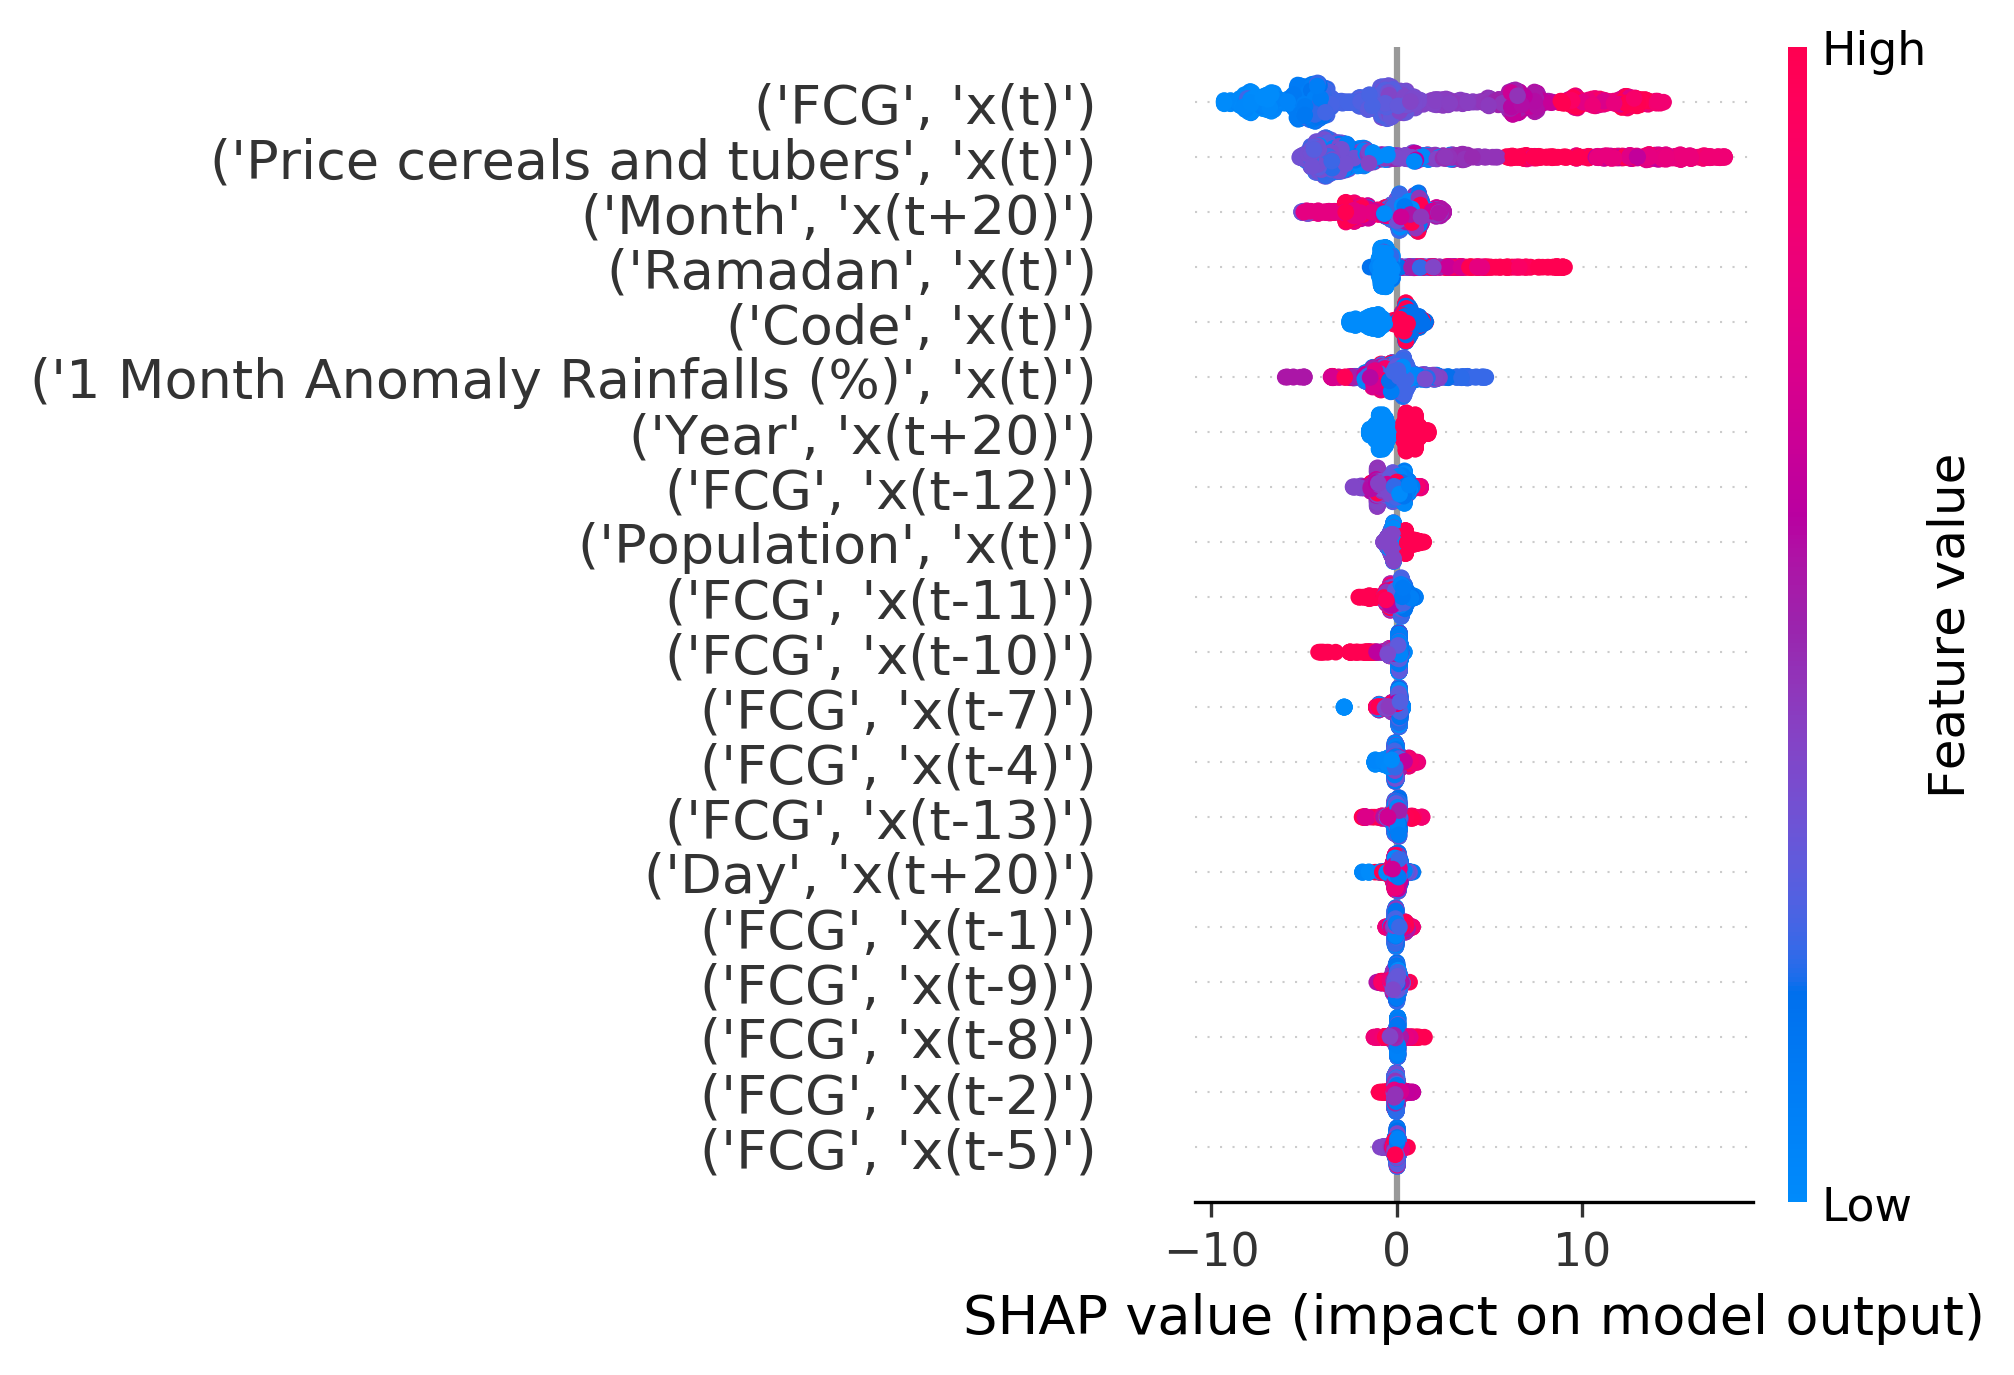 High
('FCG', 'x(t)')
('Price cereals and tubers', 'x(t)')
('Month', 'x(t+20)')
('Ramadan', 'x(t)')
('Code', 'x(t)')
('1 Month Anomaly Rainfalls (%)', 'x(t)')
('Year', 'x(t+20)')
('FCG', 'x(t-12)')
('Population', 'x(t)')
('FCG', 'x(t-11)')
('FCG', 'x(t-10)')
('FCG', 'x(t-7)')
('FCG', 'x(t-4)')
('FCG', 'x(t-13)')
('Day', 'x(t+20)')
('FCG', 'x(t-1)')
('FCG', 'x(t-9)')
('FCG', 'x(t-8)')
('FCG', 'x(t-2)')
('FCG', 'x(t-5)')
Feature value
Low
−10 0 10
SHAP value (impact on model output)